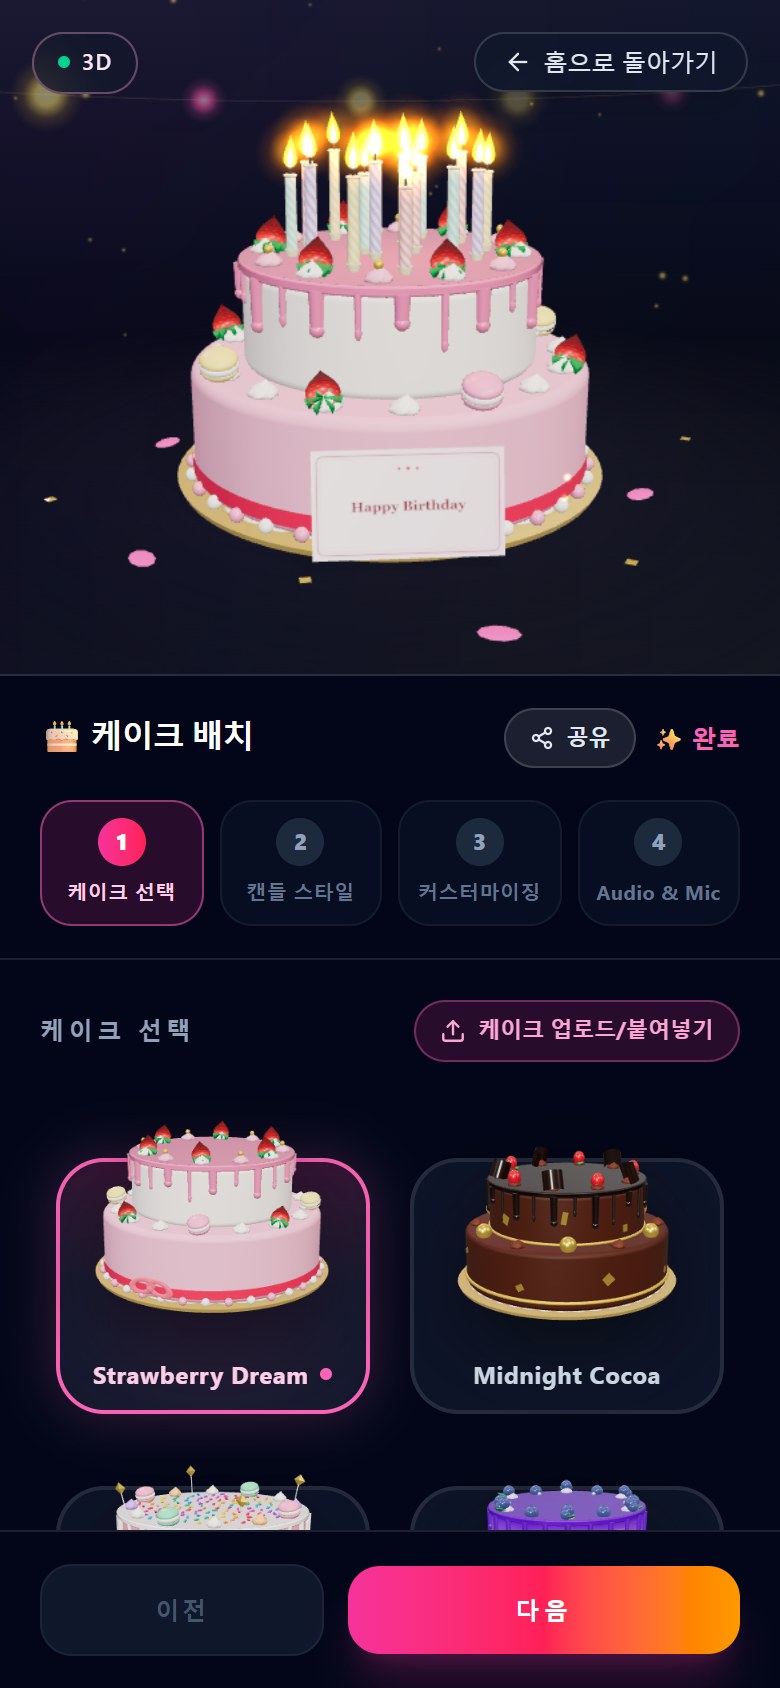 3D
홈으로 돌아가기
Happy Birthday
케이크 배치
공유
완료
1
케이크 선택
2
캔들 스타일
3
커스터마이징
4
Audio & Mic
케이크 선택
케이크 업로드/붙여넣기
Strawberry Dream
Midnight Cocoa
이전
다음